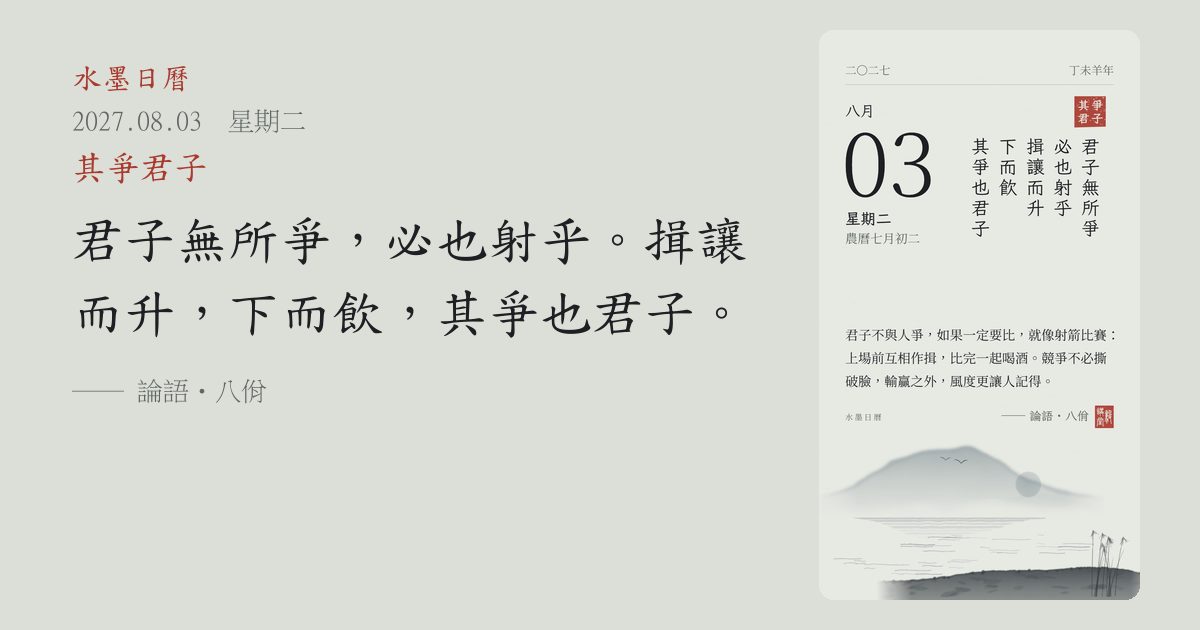 水墨日曆
2027.08.03 星期二
其爭君子
君子無所爭，必也射乎。揖讓
而升，下而飲，其爭也君子。
—— 論語・八佾
二〇二七
丁未羊年
八月
其爭
君子
03
星期二
農曆七月初二
君子無所爭
必也射乎
揖讓而升
下而飲
其爭也君子
君子不與人爭，如果一定要比，就像射箭比賽：
上場前互相作揖，比完一起喝酒。競爭不必撕
破臉，輸贏之外，風度更讓人記得。
水墨日曆
—— 論語・八佾